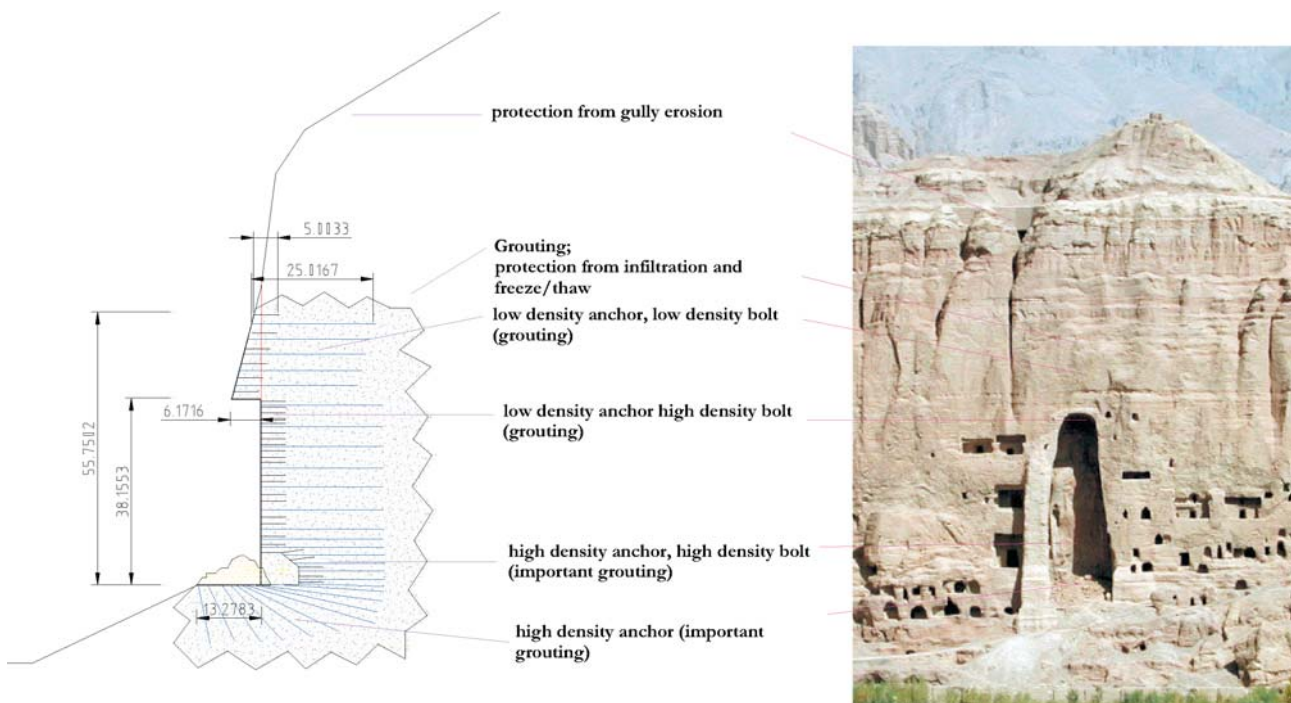 protection from gully erosion
5.0033
25.0167
Grouting;
protection from infiltration and
freeze/thaw
low density anchor, low density bolt
(grouting)
6.1716
low density anchor high density bolt
(grouting)
55.7502
38.1553
high density anchor, high density bolt
(important grouting)
13.2783
high density anchor (important
grouting)